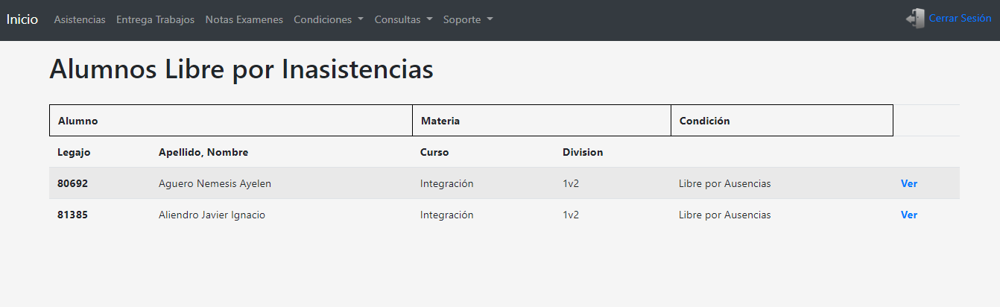 Inicio Asistencias Entrega Trabajos Notas Examenes Condiciones Consultas Soporte Cerrar Sesión
Alumnos Libre por Inasistencias
Alumno Materia Condición
Legajo Apellido, Nombre Curso Division
80692 Aguero Nemesis Ayelen Integración 1v2 Libre por Ausencias Ver
81385 Aliendro Javier Ignacio Integración 1v2 Libre por Ausencias Ver